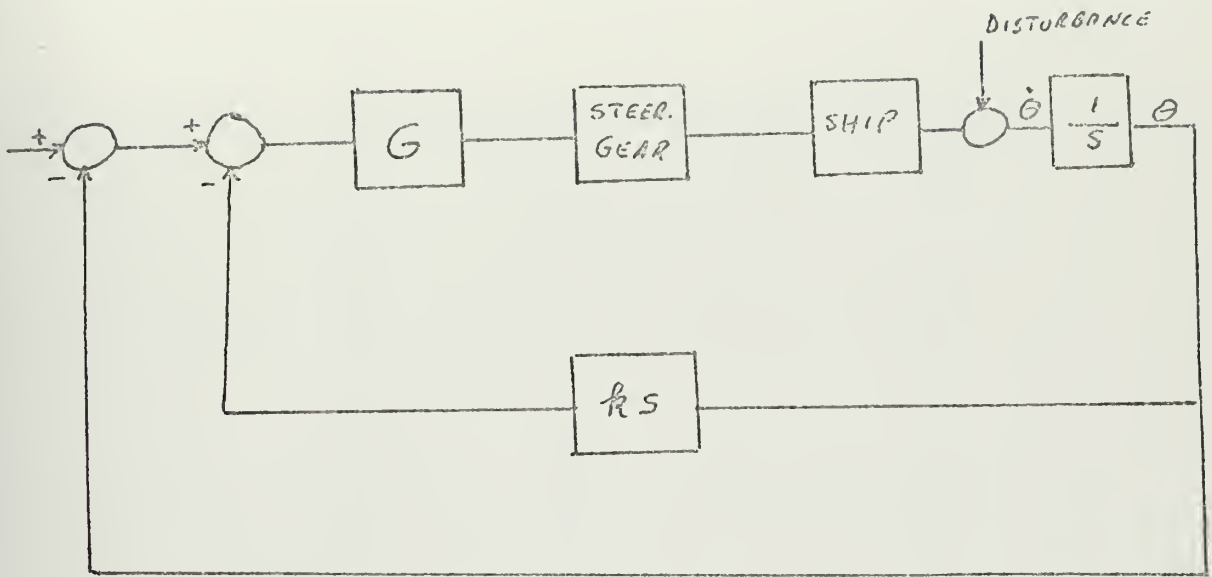 DISTURBANCE
+
-
+
-
G
STEER.
GEAR
SHIP
θ̇
1
S
θ
kS